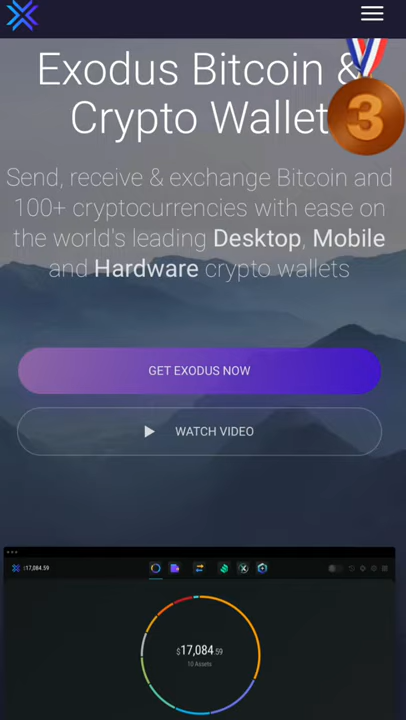 Exodus Bitcoin &
Crypto Wallet
3
Send, receive & exchange Bitcoin and
100+ cryptocurrencies with ease on
the world's leading Desktop, Mobile
and Hardware crypto wallets
GET EXODUS NOW
WATCH VIDEO
$17,084.59
$17,084.59
10 Assets